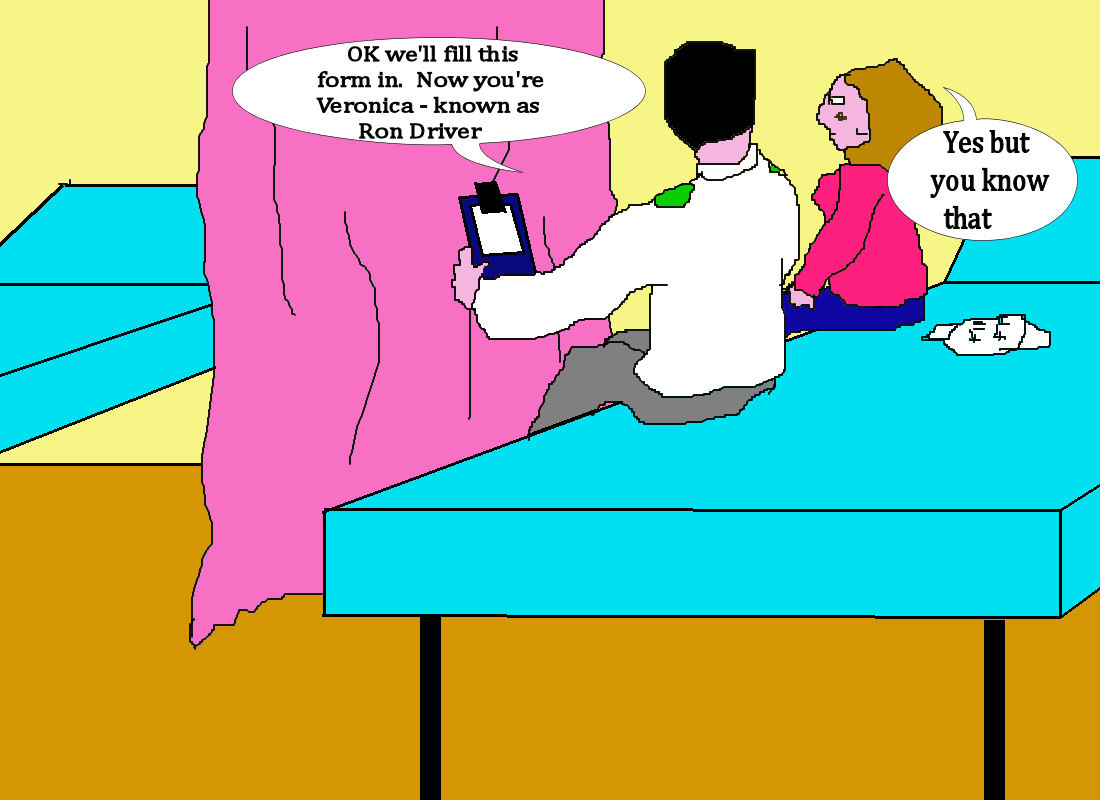 OK we'll fill this
form in.  Now you're
Veronica - known as
Ron Driver
Yes but
you know
that